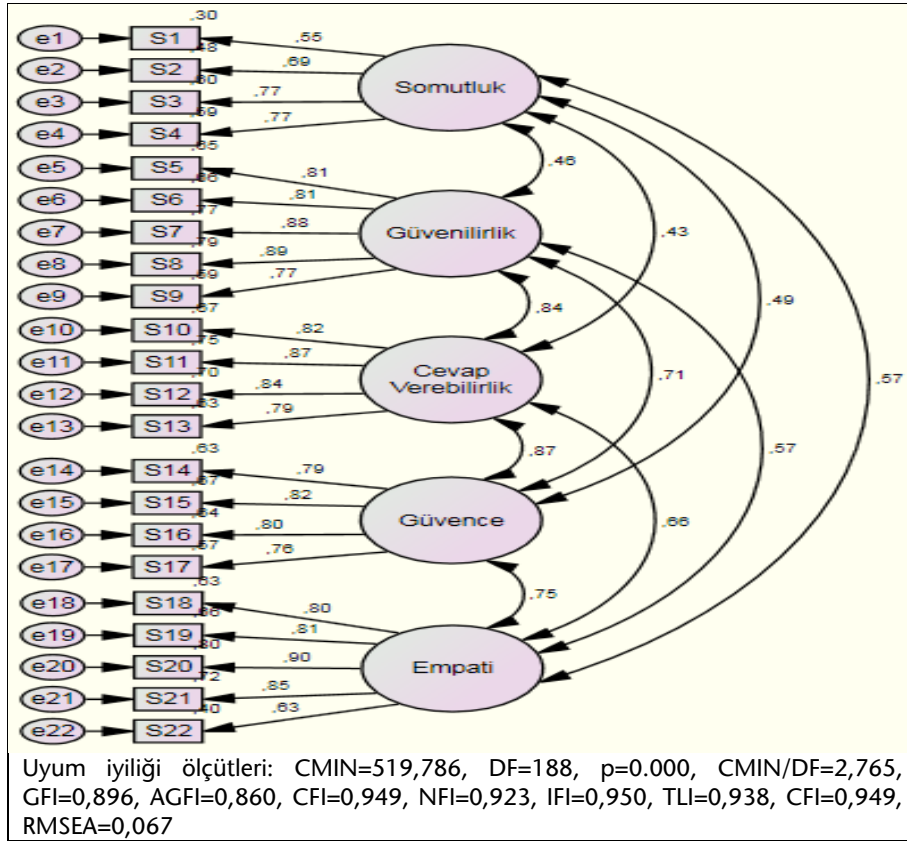 ,30
e1 S1 ,55
,48
e2 S2 ,69
,60
e3 S3 ,77
,59
e4 S4 ,77
Somutluk
,65
e5 S5 ,81
,66
e6 S6 ,81
,77
e7 S7 ,88
,79
e8 S8 ,89
,59
e9 S9 ,77
Güvenilirlik
,67
e10 S10 ,82
,75
e11 S11 ,87
,70
e12 S12 ,84
,63
e13 S13 ,79
Cevap
Verebilirlik
,63
e14 S14 ,79
,67
e15 S15 ,82
,64
e16 S16 ,80
,57
e17 S17 ,76
Güvence
,63
e18 S18 ,80
,66
e19 S19 ,81
,80
e20 S20 ,90
,72
e21 S21 ,85
,40
e22 S22 ,63
Empati
,46
,43
,49
,84
,71
,57
,57
,87
,66
,75
Uyum iyiliği ölçütleri: CMIN=519,786, DF=188, p=0.000, CMIN/DF=2,765,
GFI=0,896, AGFI=0,860, CFI=0,949, NFI=0,923, IFI=0,950, TLI=0,938, CFI=0,949,
RMSEA=0,067